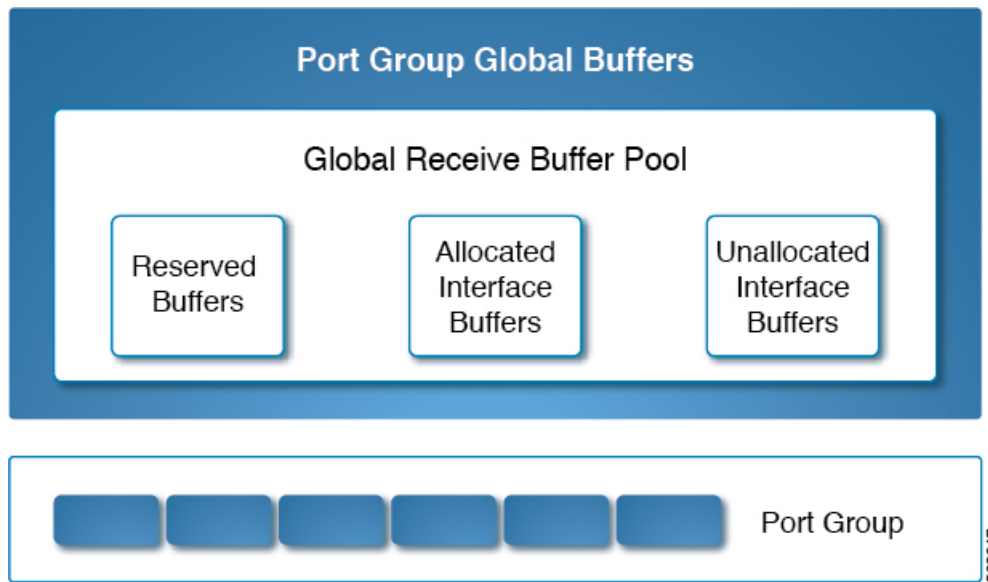 Port Group Global Buffers
Global Receive Buffer Pool
Reserved
Buffers
Allocated
Interface
Buffers
Unallocated
Interface
Buffers
Port Group